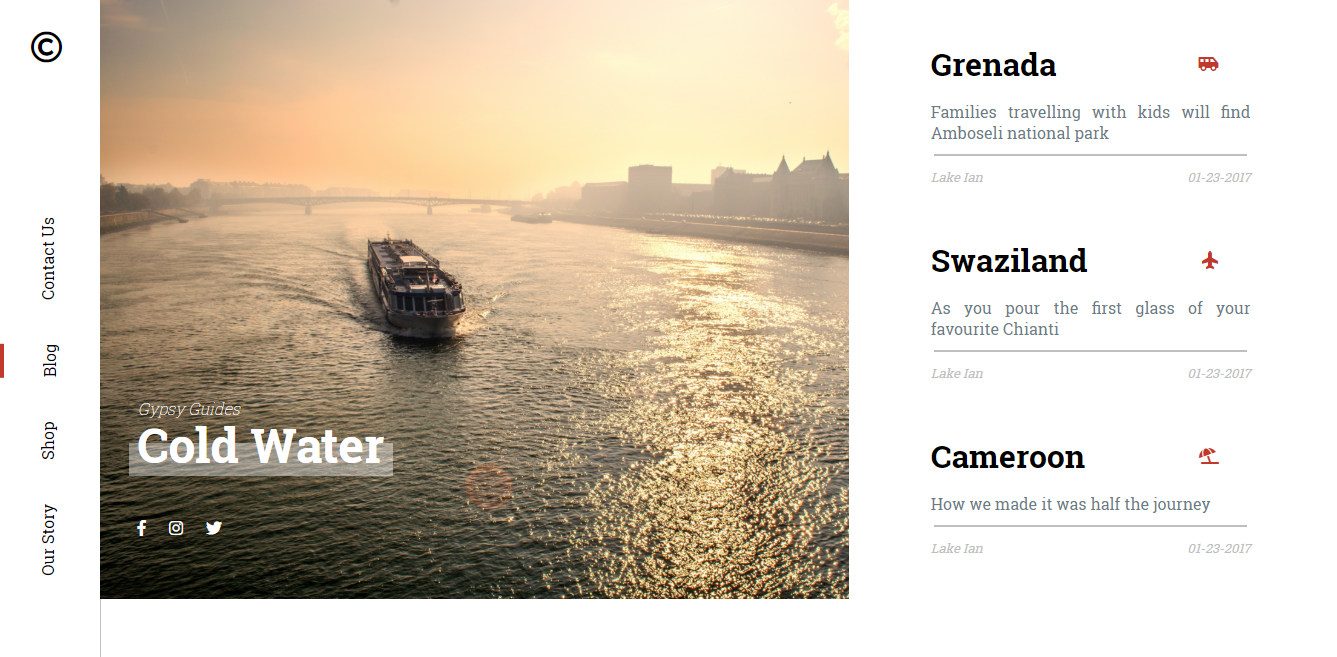 ©
Contact Us
Blog
Shop
Our Story
Gypsy Guides
Cold Water
Grenada
Families travelling with kids will find
Amboseli national park
Lake Ian 01-23-2017
Swaziland
As you pour the first glass of your
favourite Chianti
Lake Ian 01-23-2017
Cameroon
How we made it was half the journey
Lake Ian 01-23-2017